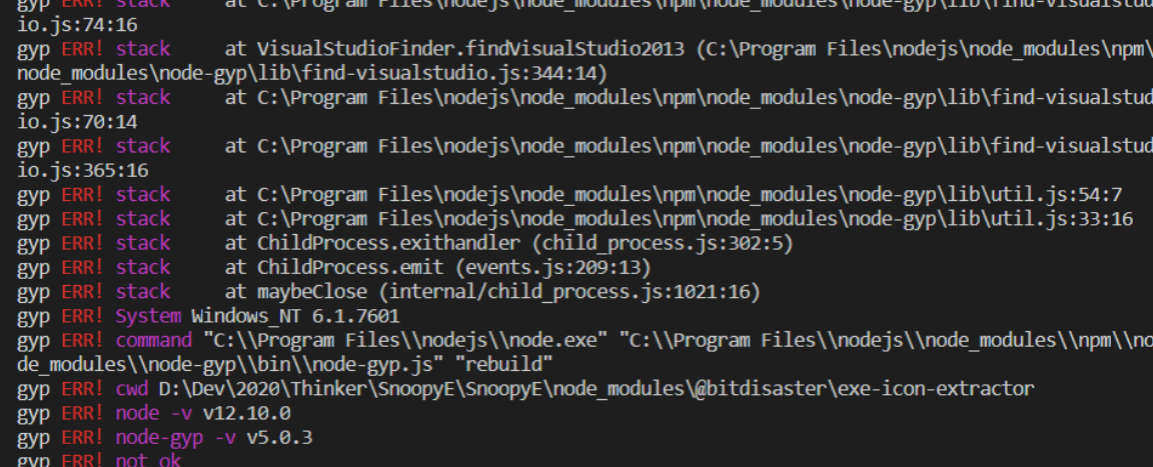 gyp ERR! stack     at C:\Program Files\nodejs\node_modules\npm\node_modules\node-gyp\lib\find-visualstud
io.js:74:16
gyp ERR! stack     at VisualStudioFinder.findVisualStudio2013 (C:\Program Files\nodejs\node_modules\npm\
node_modules\node-gyp\lib\find-visualstudio.js:344:14)
gyp ERR! stack     at C:\Program Files\nodejs\node_modules\npm\node_modules\node-gyp\lib\find-visualstud
io.js:70:14
gyp ERR! stack     at C:\Program Files\nodejs\node_modules\npm\node_modules\node-gyp\lib\find-visualstud
io.js:365:16
gyp ERR! stack     at C:\Program Files\nodejs\node_modules\npm\node_modules\node-gyp\lib\util.js:54:7
gyp ERR! stack     at C:\Program Files\nodejs\node_modules\npm\node_modules\node-gyp\lib\util.js:33:16
gyp ERR! stack     at ChildProcess.exithandler (child_process.js:302:5)
gyp ERR! stack     at ChildProcess.emit (events.js:209:13)
gyp ERR! stack     at maybeClose (internal/child_process.js:1021:16)
gyp ERR! System Windows_NT 6.1.7601
gyp ERR! command "C:\\Program Files\\nodejs\\node.exe" "C:\\Program Files\\nodejs\\node_modules\\npm\\no
de_modules\\node-gyp\\bin\\node-gyp.js" "rebuild"
gyp ERR! cwd D:\Dev\2020\Thinker\SnoopyE\SnoopyE\node_modules\@bitdisaster\exe-icon-extractor
gyp ERR! node -v v12.10.0
gyp ERR! node-gyp -v v5.0.3
gyp ERR! not ok